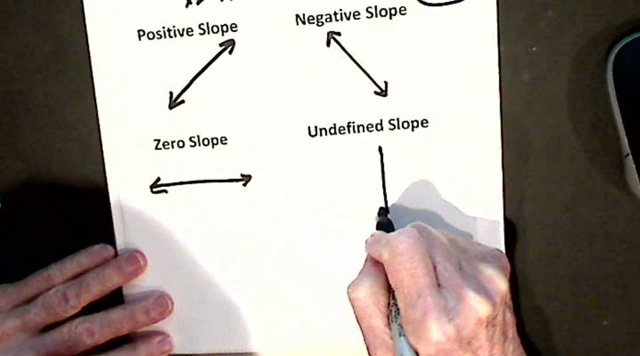 Positive Slope
Negative Slope
Zero Slope
Undefined Slope